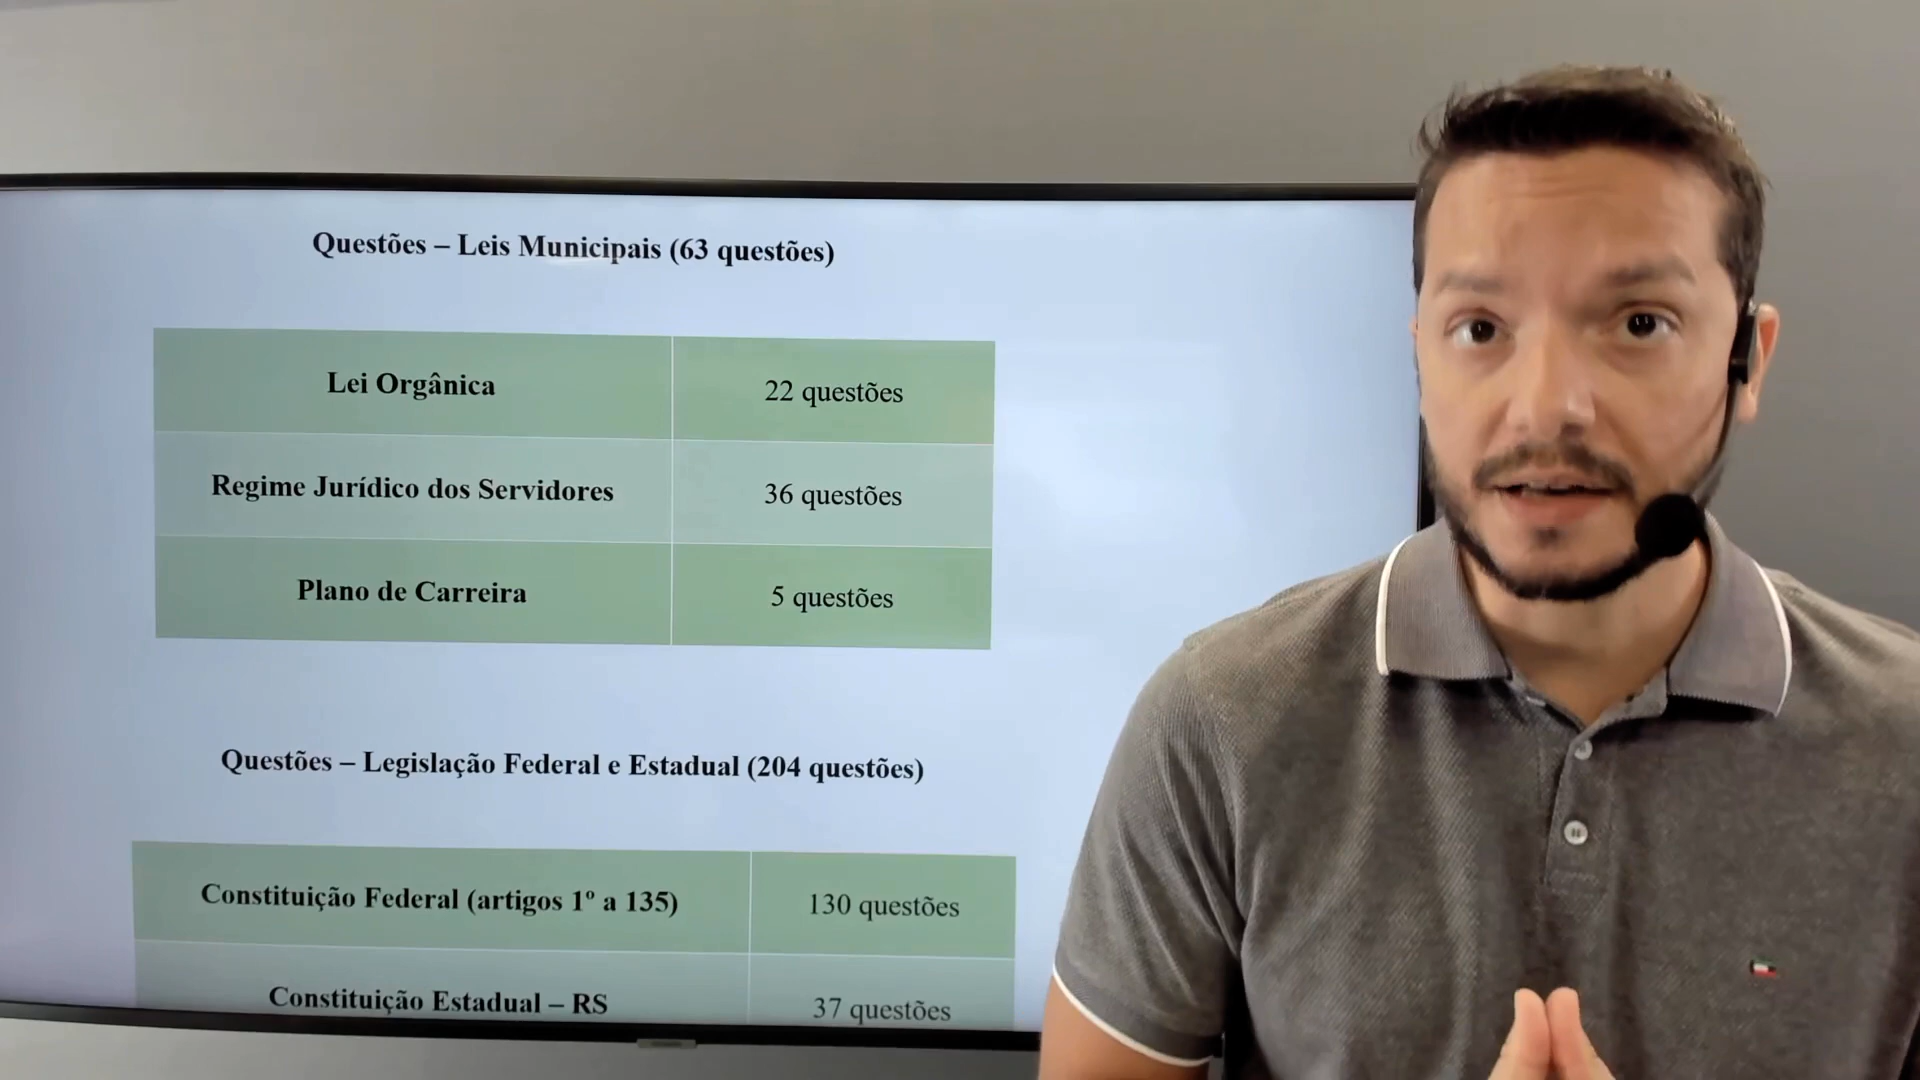 Questões – Leis Municipais (63 questões)
Lei Orgânica 22 questões
Regime Jurídico dos Servidores 36 questões
Plano de Carreira 5 questões
Questões – Legislação Federal e Estadual (204 questões)
Constituição Federal (artigos 1º a 135) 130 questões
Constituição Estadual – RS 37 questões